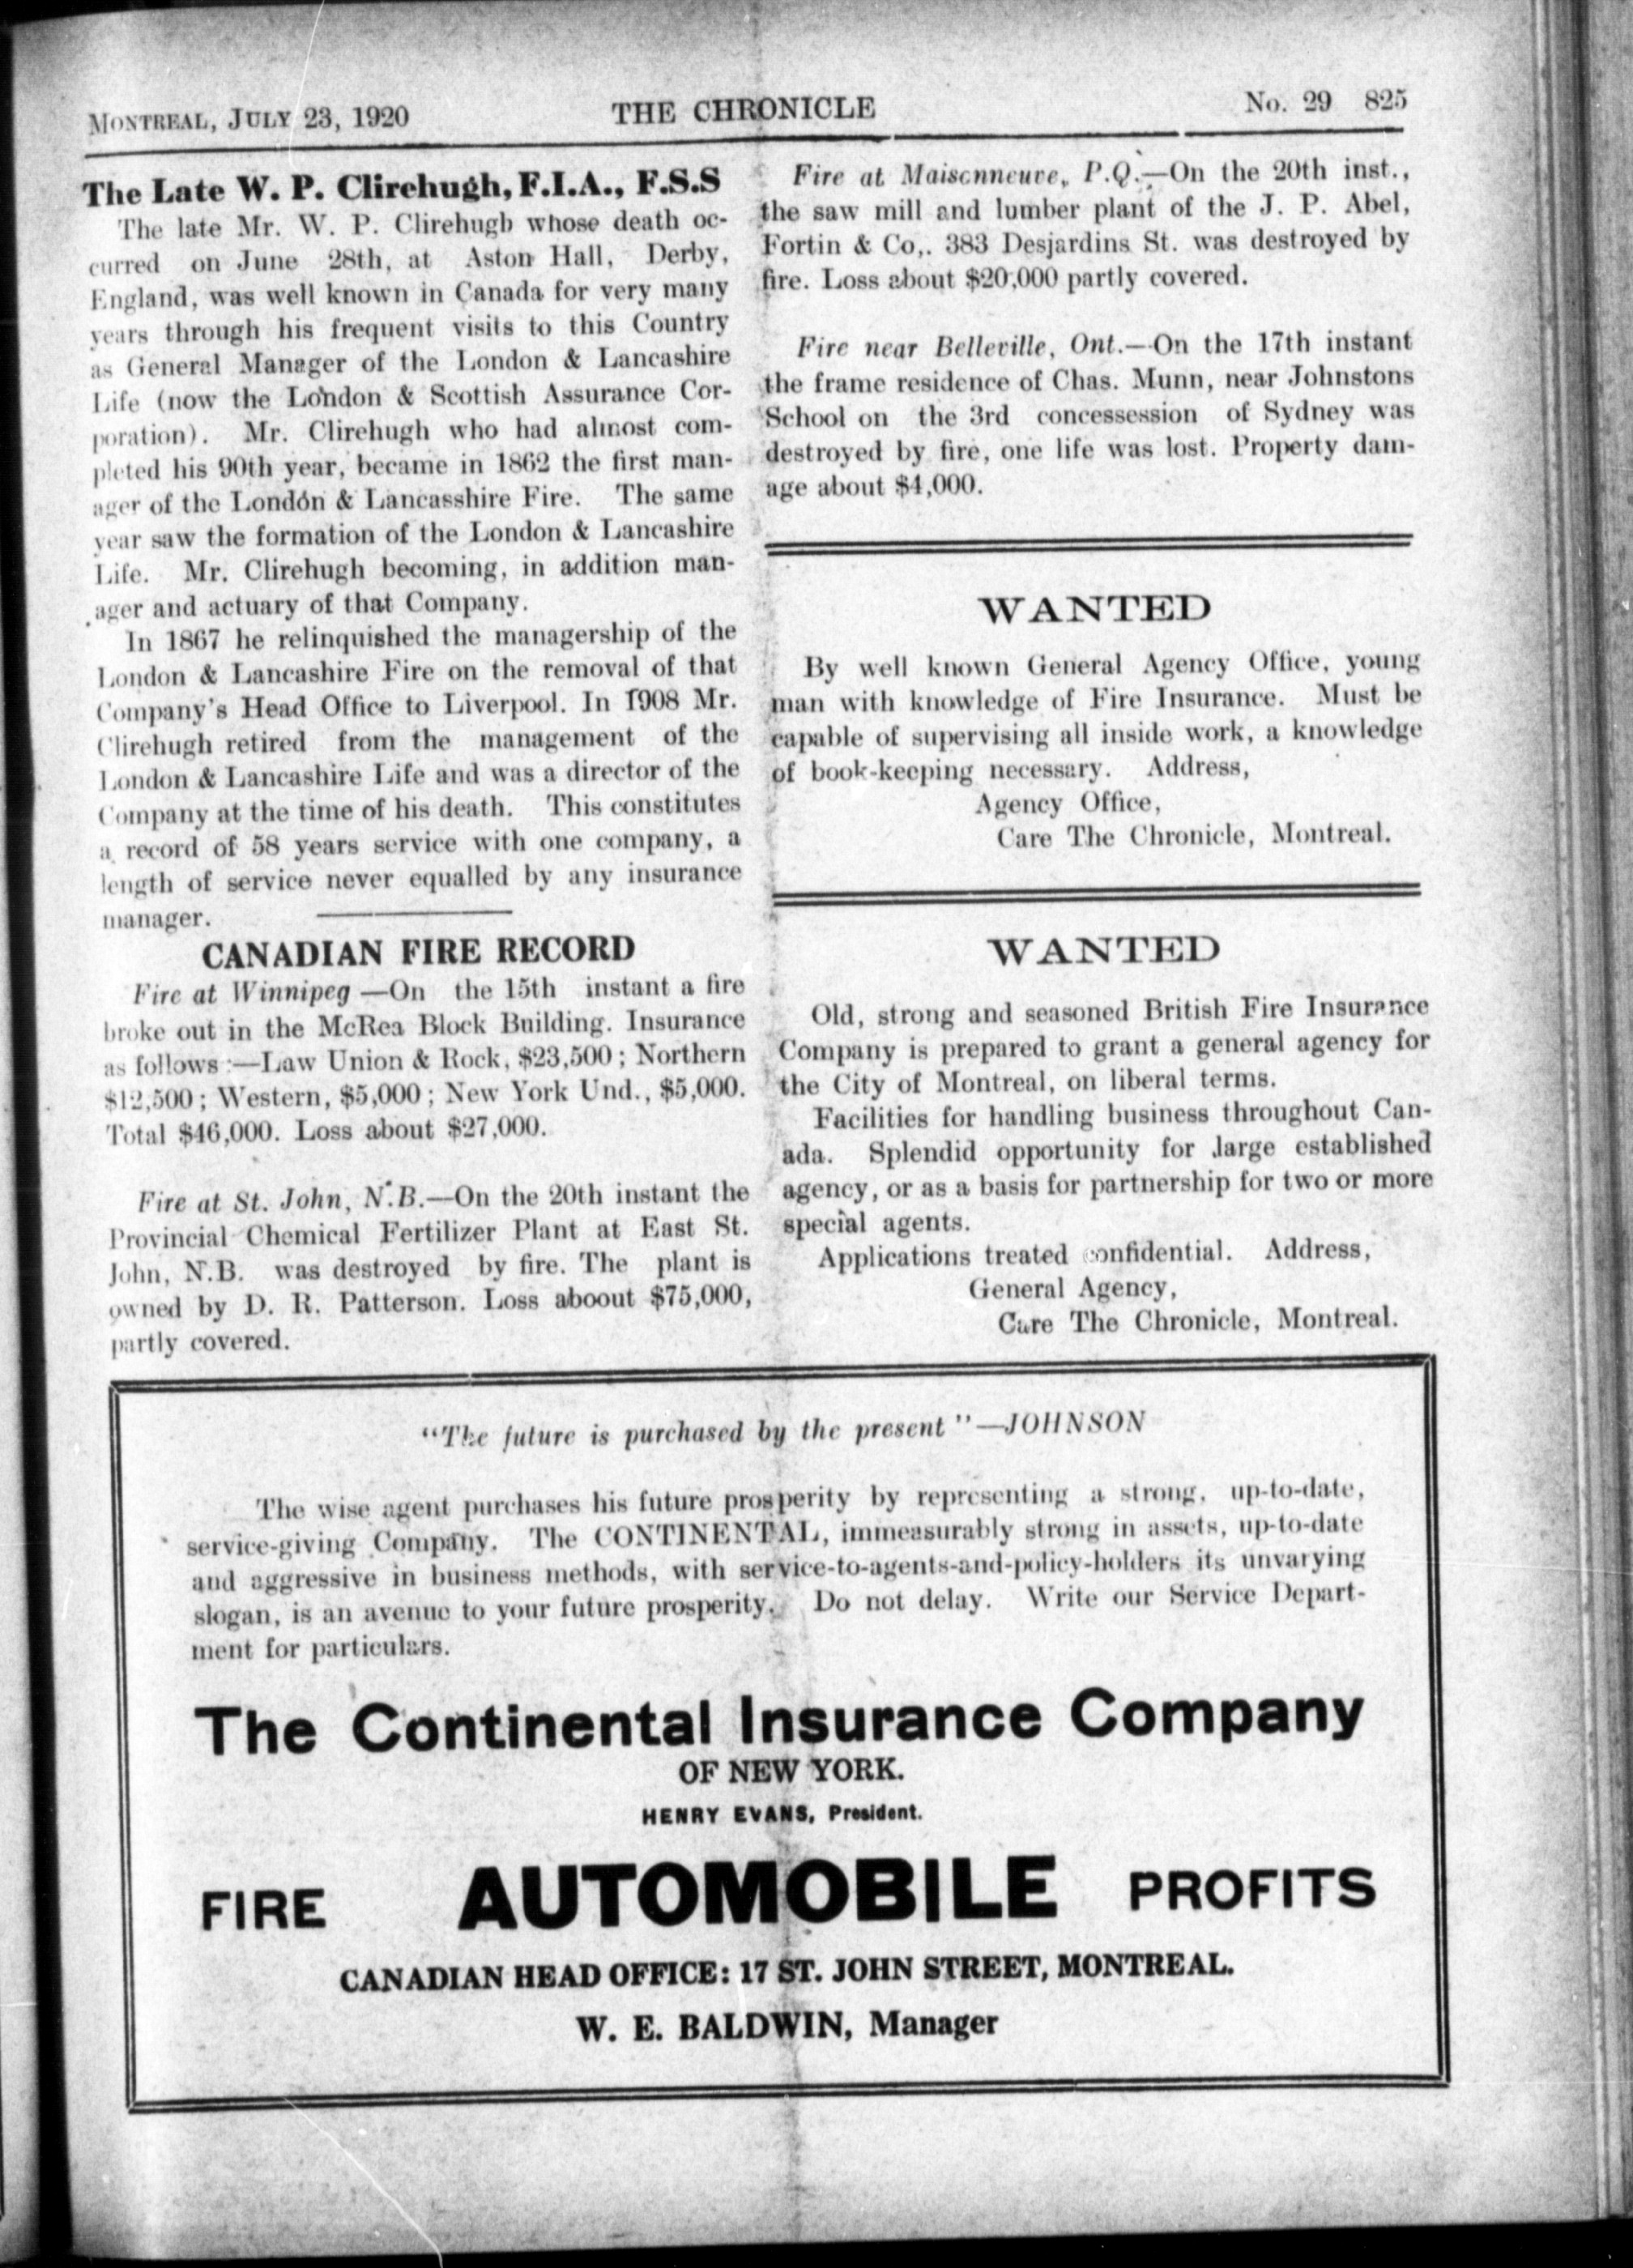 MONTREAL, JULY 23, 1920 THE CHRONICLE No. 29 825
The Late W. P. Clirehugh, F.I.A., F.S.S
The late Mr. W. P. Clirehugh whose death oc-
curred on June 28th, at Aston Hall, Derby,
England, was well known in Canada for very many
years through his frequent visits to this Country
as General Manager of the London & Lancashire
Life (now the London & Scottish Assurance Cor-
poration). Mr. Clirehugh who had almost com-
pleted his 90th year, became in 1862 the first man-
ager of the London & Lancasshire Fire. The same
year saw the formation of the London & Lancashire
Life. Mr. Clirehugh becoming, in addition man-
ager and actuary of that Company.
In 1867 he relinquished the managership of the
London & Lancashire Fire on the removal of that
Company's Head Office to Liverpool. In 1908 Mr.
Clirehugh retired from the management of the
London & Lancashire Life and was a director of the
Company at the time of his death. This constitutes
a record of 58 years service with one company, a
length of service never equalled by any insurance
manager.
CANADIAN FIRE RECORD
Fire at Winnipeg—On the 15th instant a fire
broke out in the McRea Block Building. Insurance
as follows:—Law Union & Rock, $23,500; Northern
$12,500; Western, $5,000; New York Und., $5,000.
Total $46,000. Loss about $27,000.
Fire at St. John, N.B.—On the 20th instant the
Provincial Chemical Fertilizer Plant at East St.
John, N.B. was destroyed by fire. The plant is
owned by D. R. Patterson. Loss aboout $75,000,
partly covered.
Fire at Maisonneuve, P.Q.—On the 20th inst.,
the saw mill and lumber plant of the J. P. Abel,
Fortin & Co,. 383 Desjardins St. was destroyed by
fire. Loss about $20,000 partly covered.
Fire near Belleville, Ont.—On the 17th instant
the frame residence of Chas. Munn, near Johnstons
School on the 3rd concessession of Sydney was
destroyed by fire, one life was lost. Property dam-
age about $4,000.
WANTED
By well known General Agency Office, young
man with knowledge of Fire Insurance. Must be
capable of supervising all inside work, a knowledge
of book-keeping necessary. Address,
Agency Office,
Care The Chronicle, Montreal.
WANTED
Old, strong and seasoned British Fire Insurance
Company is prepared to grant a general agency for
the City of Montreal, on liberal terms.
Facilities for handling business throughout Can-
ada. Splendid opportunity for large established
agency, or as a basis for partnership for two or more
special agents.
Applications treated confidential. Address,
General Agency,
Care The Chronicle, Montreal.
"The future is purchased by the present"—JOHNSON
The wise agent purchases his future prosperity by representing a strong, up-to-date,
service-giving Company. The CONTINENTAL, immeasurably strong in assets, up-to-date
and aggressive in business methods, with service-to-agents-and-policy-holders its unvarying
slogan, is an avenue to your future prosperity. Do not delay. Write our Service Depart-
ment for particulars.
The Continental Insurance Company
OF NEW YORK.
HENRY EVANS, President.
FIRE AUTOMOBILE PROFITS
CANADIAN HEAD OFFICE: 17 ST. JOHN STREET, MONTREAL.
W. E. BALDWIN, Manager